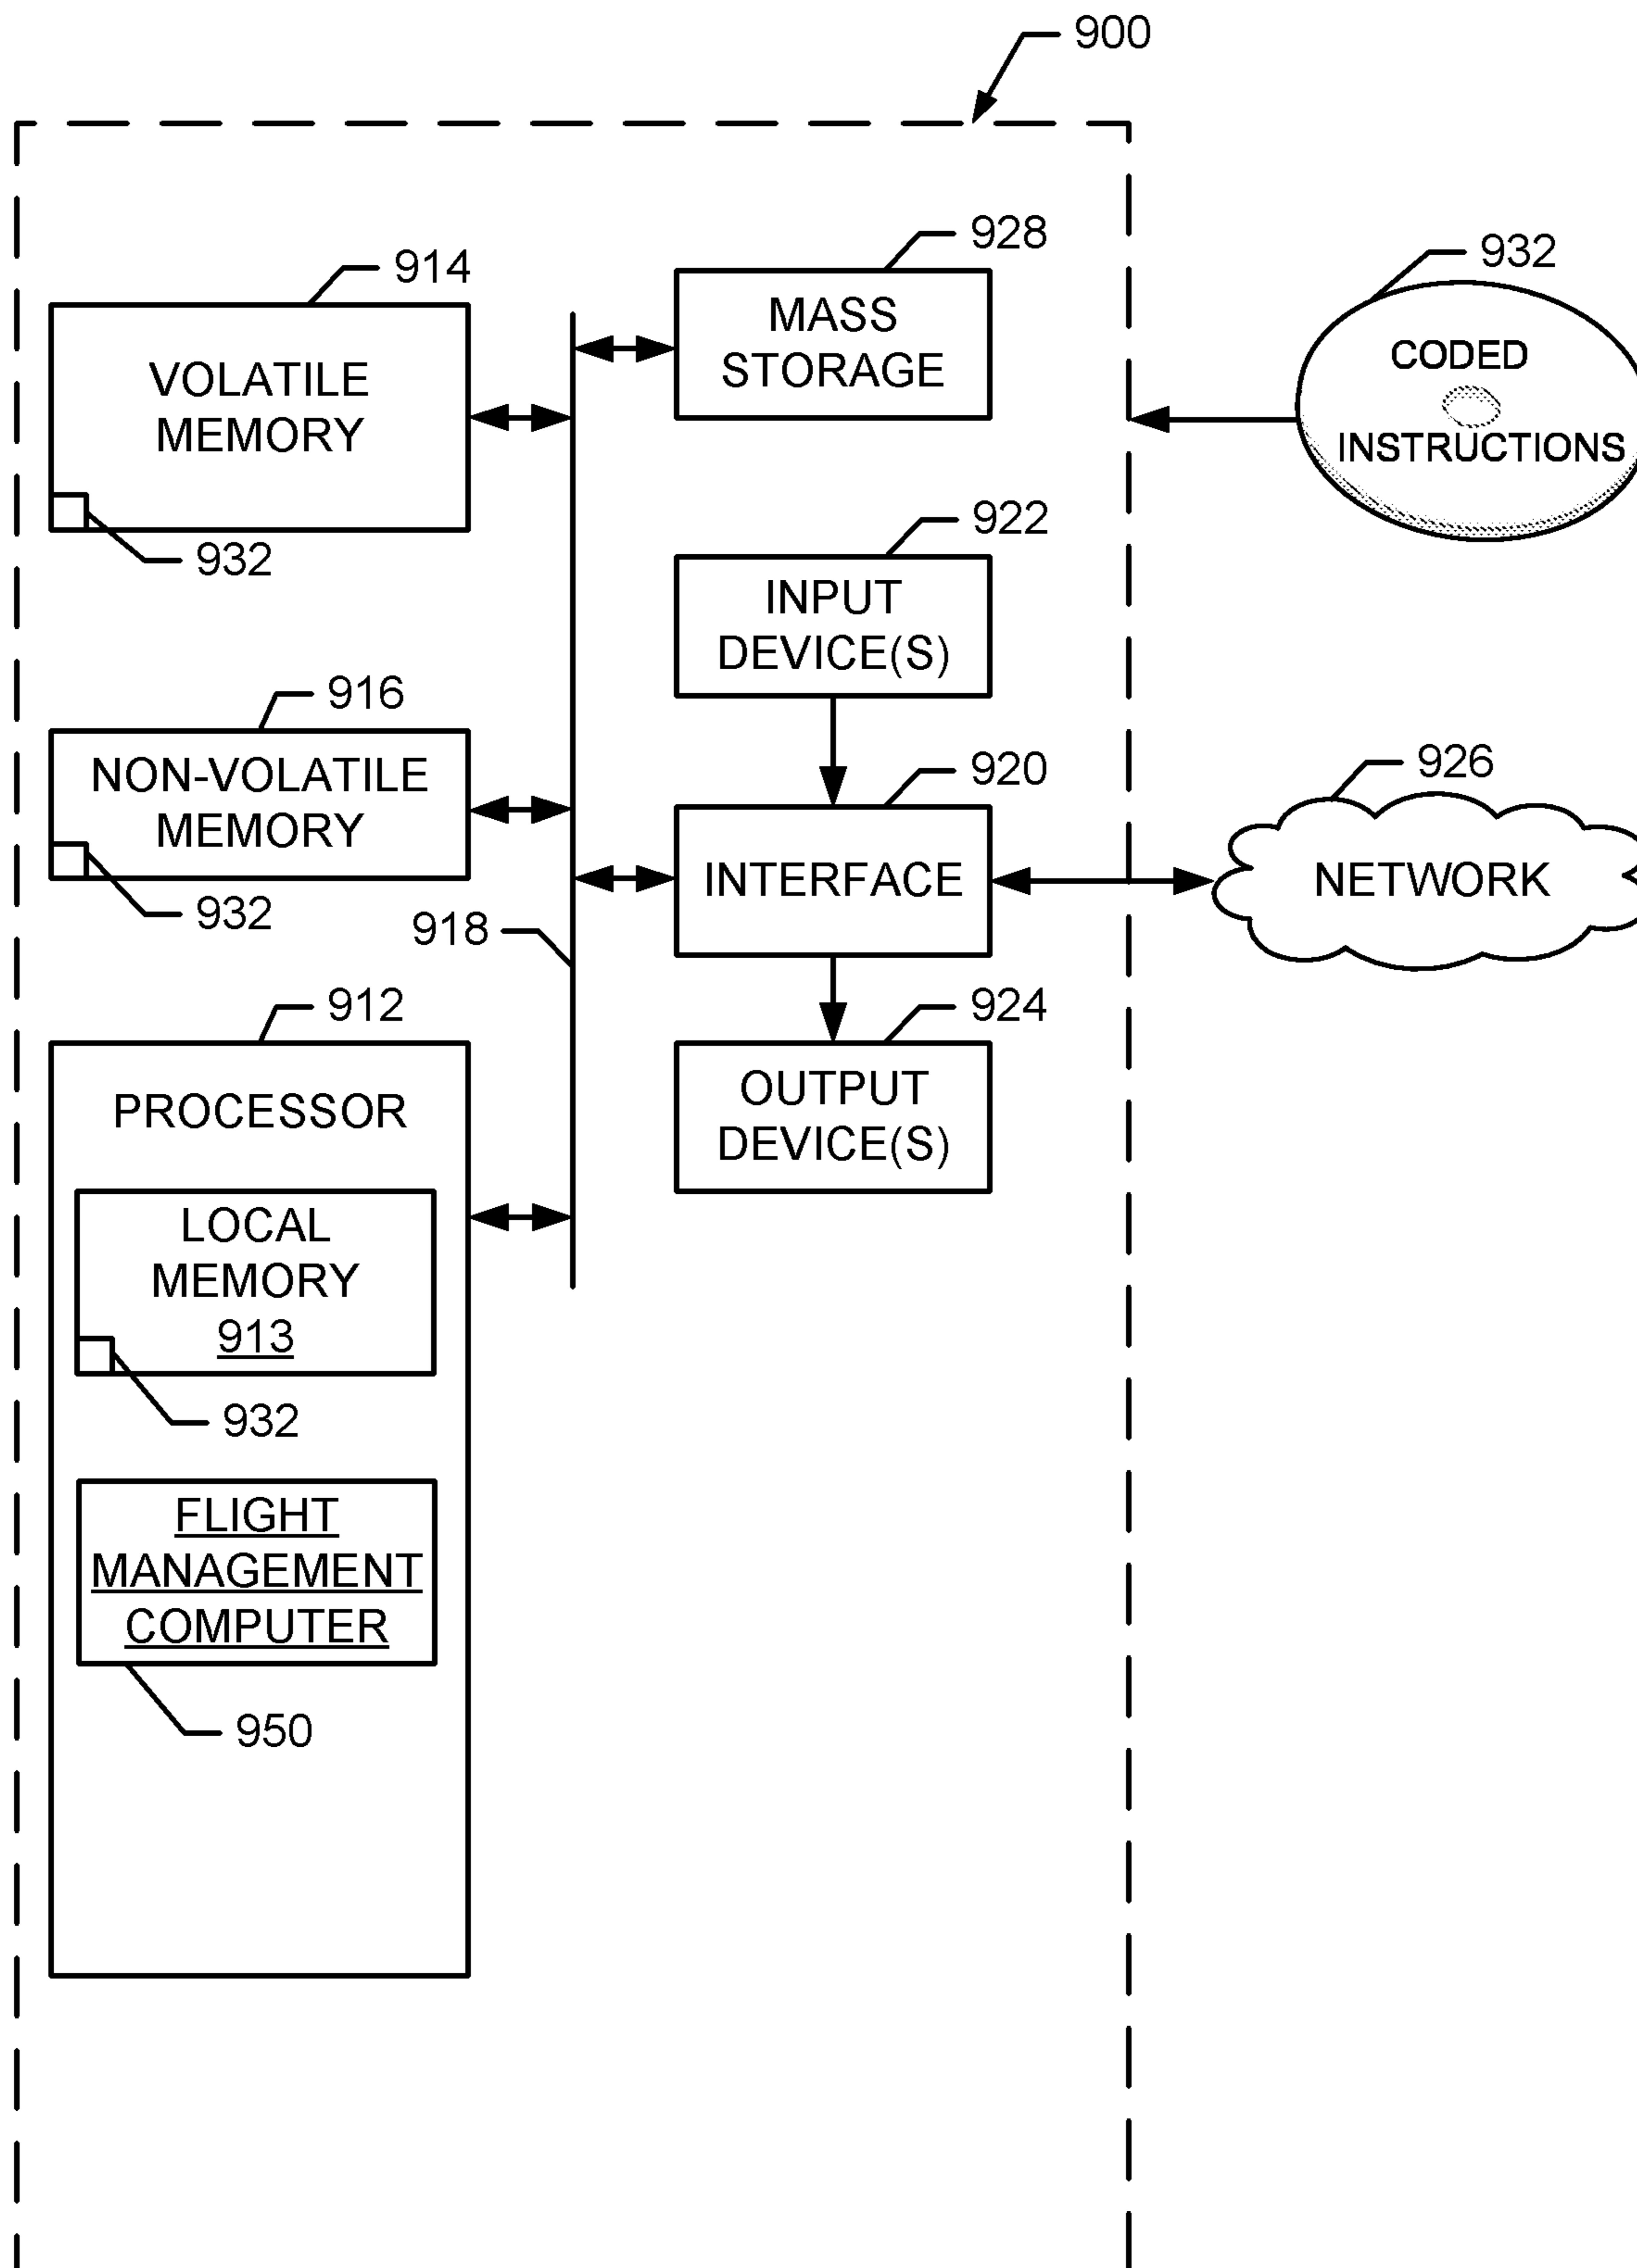 900
928
914
MASS
STORAGE
VOLATILE
MEMORY
932
932
CODED
INSTRUCTIONS
922
INPUT
DEVICE(S)
916
NON-VOLATILE
MEMORY
932
920
INTERFACE
926
NETWORK
918
912
924
OUTPUT
DEVICE(S)
PROCESSOR
LOCAL
MEMORY
913
932
FLIGHT
MANAGEMENT
COMPUTER
950